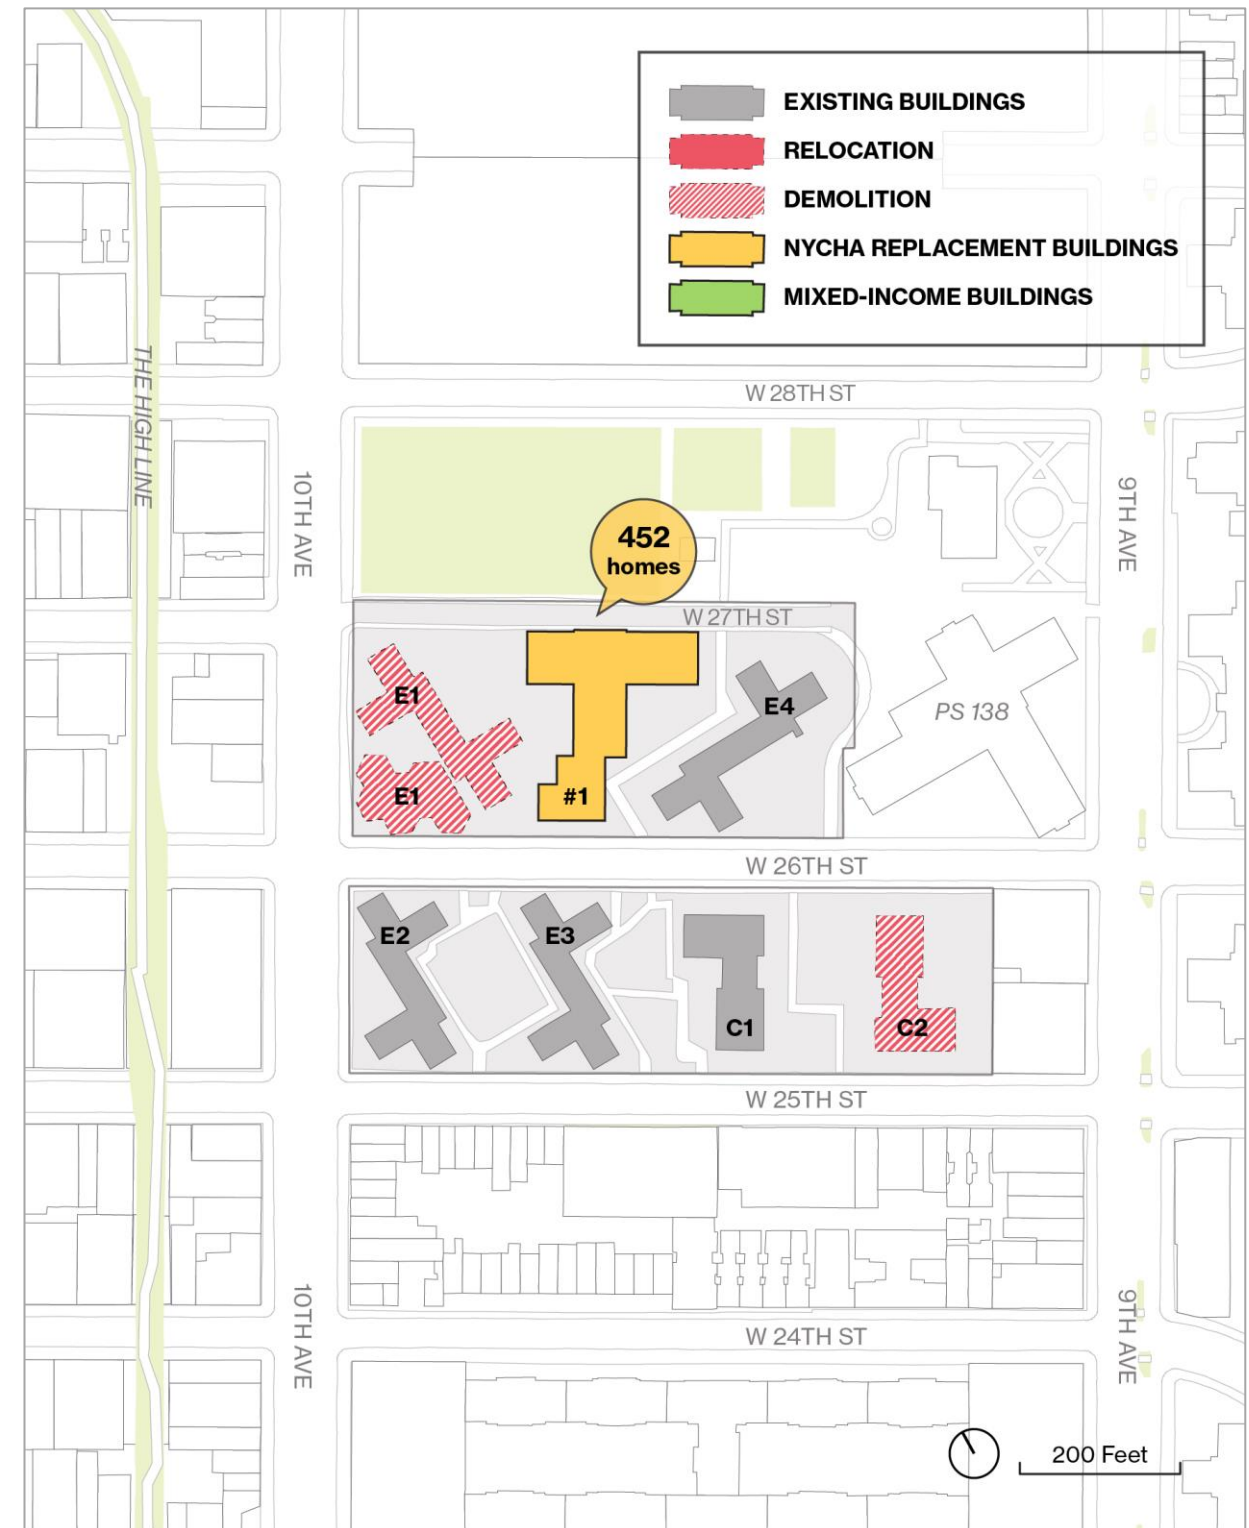 EXISTING BUILDINGS
RELOCATION
DEMOLITION
NYCHA REPLACEMENT BUILDINGS
MIXED-INCOME BUILDINGS
THE HIGH LINE
W 28TH ST
10TH AVE
9TH AVE
452
homes
W 27TH ST
E1
E4
PS 138
E1
#1
W 26TH ST
E2
E3
C1
C2
W 25TH ST
10TH AVE
9TH AVE
W 24TH ST
200 Feet